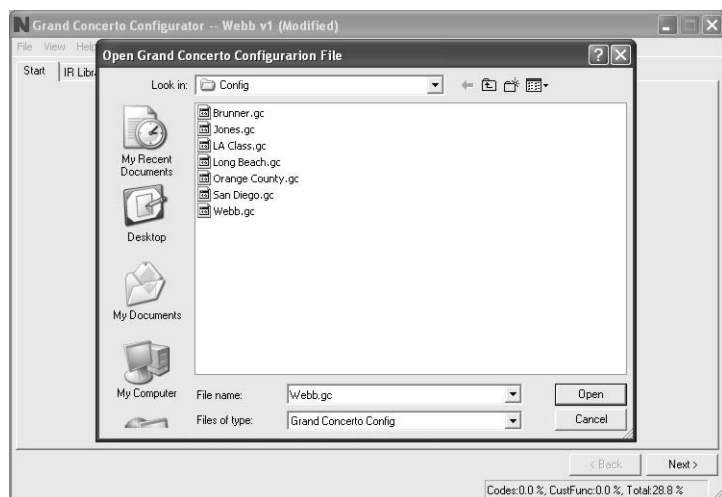 N Grand Concerto Configurator -- Webb v1 (Modified)
File View Help
Start IR Libr
Open Grand Concerto Configurarion File
Look in: Config
Brunner.gc
Jones.gc
LA Class.gc
Long Beach.gc
Orange County.gc
San Diego.gc
Webb.gc
My Recent
Documents
Desktop
My Documents
My Computer
File name: Webb.gc
Open
Files of type: Grand Concerto Config
Cancel
< Back
Next >
Codes:0.0 %, CustFunc:0.0 %, Total:28.8 %